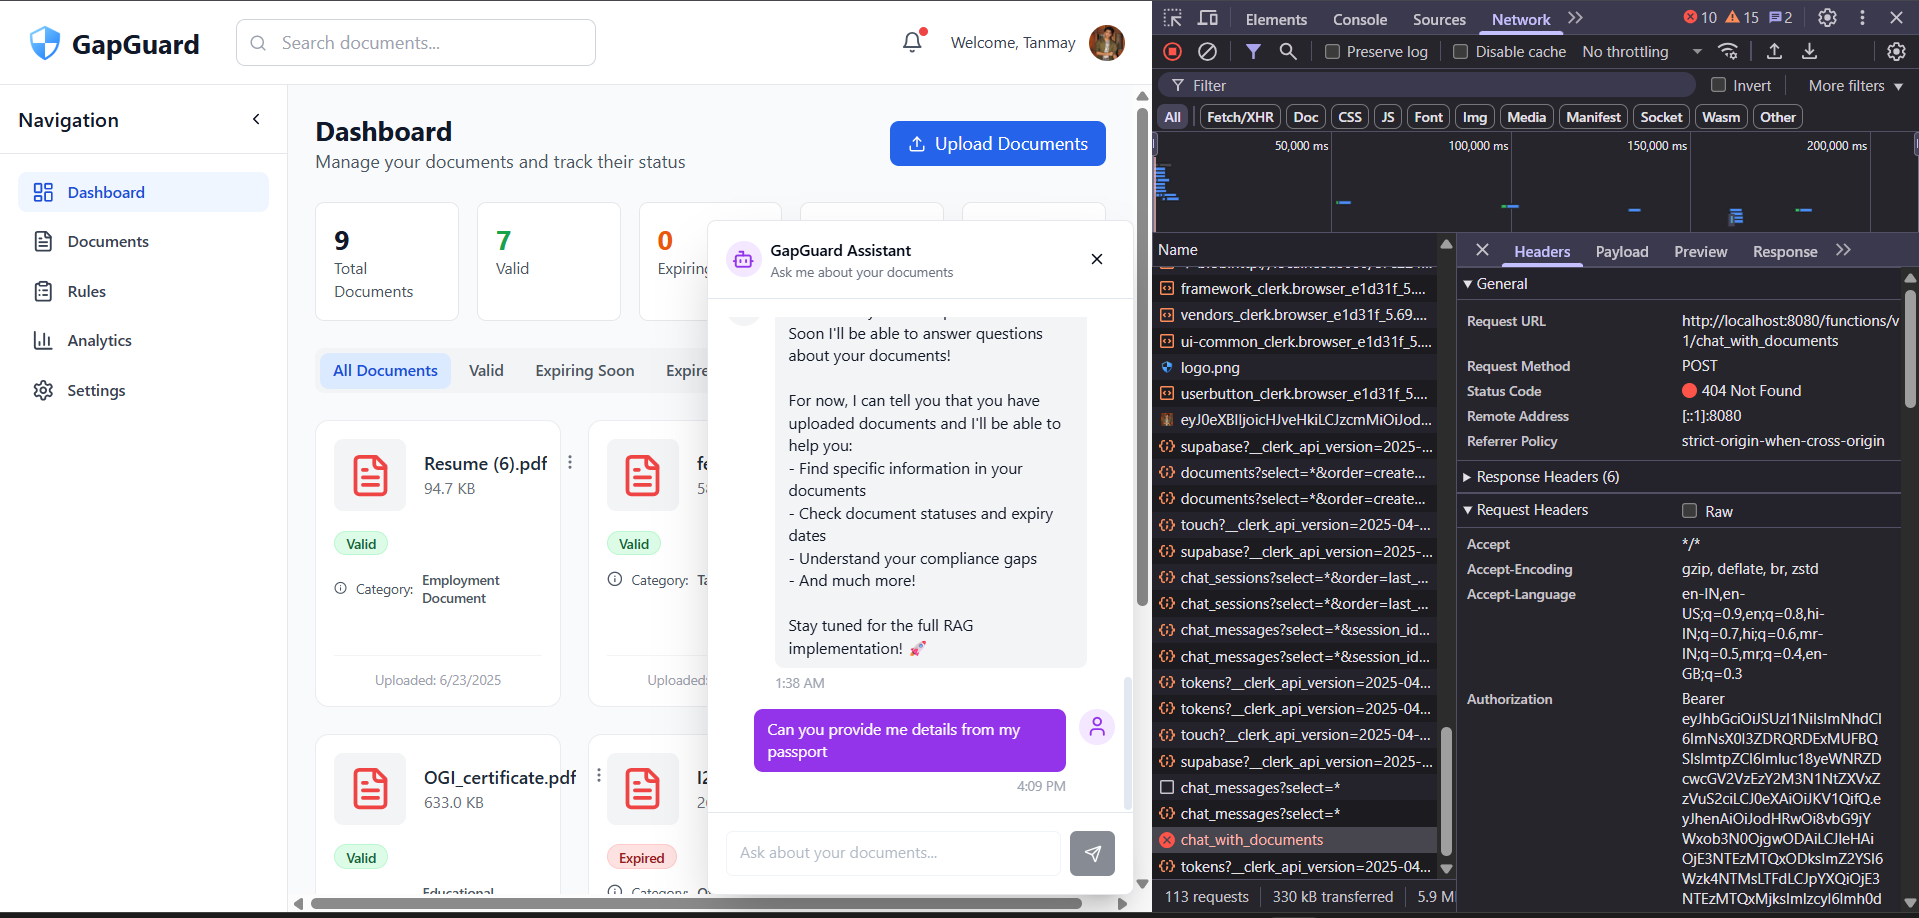 GapGuard
Search documents...
Welcome, Tanmay
Navigation
Dashboard
Documents
Rules
Analytics
Settings
Dashboard
Manage your documents and track their status
Upload Documents
9
Total
Documents
7
Valid
0
Expiring
All Documents
Valid
Expiring Soon
Expire
Resume (6).pdf
94.7 KB
Valid
Category:
Employment
Document
Uploaded: 6/23/2025
Valid
Category:
Uploaded:
OGI_certificate.pdf
633.0 KB
Valid
Educational
Expired
GapGuard Assistant
Ask me about your documents
Soon I'll be able to answer questions
about your documents!
For now, I can tell you that you have
uploaded documents and I'll be able to
help you:
- Find specific information in your
documents
- Check document statuses and expiry
dates
- Understand your compliance gaps
- And much more!
Stay tuned for the full RAG
implementation! 🚀
1:38 AM
Can you provide me details from my
passport
4:09 PM
Ask about your documents...
Elements
Console
Sources
Network
10
15
2
Preserve log
Disable cache
No throttling
Filter
Invert
More filters
All
Fetch/XHR
Doc
CSS
JS
Font
Img
Media
Manifest
Socket
Wasm
Other
50,000 ms
100,000 ms
150,000 ms
200,000 ms
Name
framework_clerk.browser_e1d31f_5....
vendors_clerk.browser_e1d31f_5.69....
ui-common_clerk.browser_e1d31f_5....
logo.png
userbutton_clerk.browser_e1d31f_5....
supabase?__clerk_api_version=2025-...
documents?select=*&order=create...
documents?select=*&order=create...
touch?__clerk_api_version=2025-04-...
supabase?__clerk_api_version=2025-...
chat_sessions?select=*&order=last_...
chat_sessions?select=*&order=last_...
chat_messages?select=*&session_id...
chat_messages?select=*&session_id...
tokens?__clerk_api_version=2025-04...
tokens?__clerk_api_version=2025-04...
touch?__clerk_api_version=2025-04-...
supabase?__clerk_api_version=2025-...
chat_messages?select=*
chat_messages?select=*
chat_with_documents
tokens?__clerk_api_version=2025-04...
113 requests
330 kB transferred
Headers
Payload
Preview
Response
General
Request URL
http://localhost:8080/functions/v
1/chat_with_documents
Request Method
POST
Status Code
404 Not Found
Remote Address
[::1]:8080
Referrer Policy
strict-origin-when-cross-origin
Response Headers (6)
Request Headers
Raw
Accept
*/*
Accept-Encoding
gzip, deflate, br, zstd
Accept-Language
en-IN,en-
US;q=0.9,en;q=0.8,hi-
IN;q=0.7,hi;q=0.6,mr-
IN;q=0.5,mr;q=0.4,en-
GB;q=0.3
Authorization
Bearer